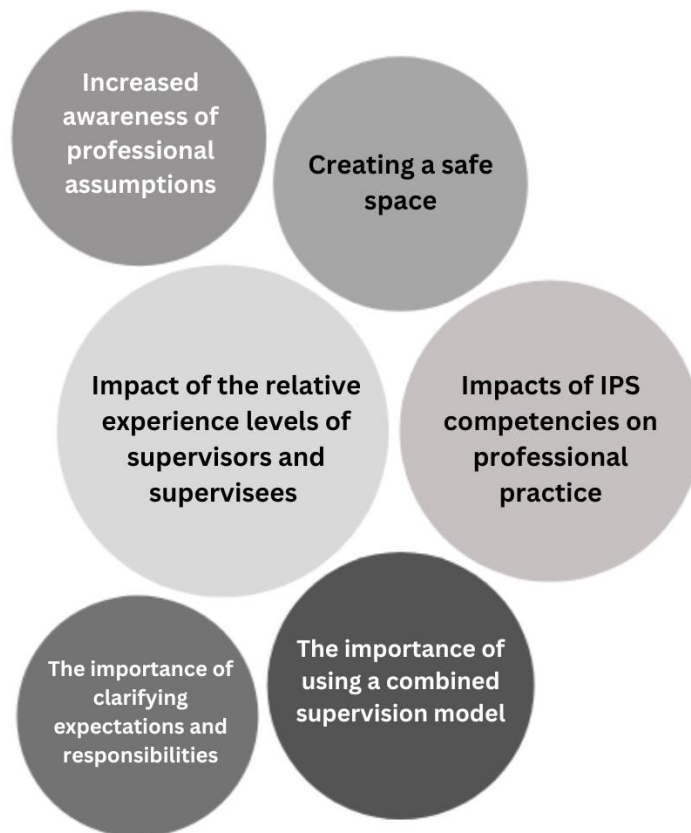 Increased
awareness of
professional
assumptions
Creating a safe
space
Impact of the relative
experience levels of
supervisors and
supervisees
Impacts of IPS
competencies on
professional
practice
The importance of
clarifying
expectations and
responsibilities
The importance of
using a combined
supervision model